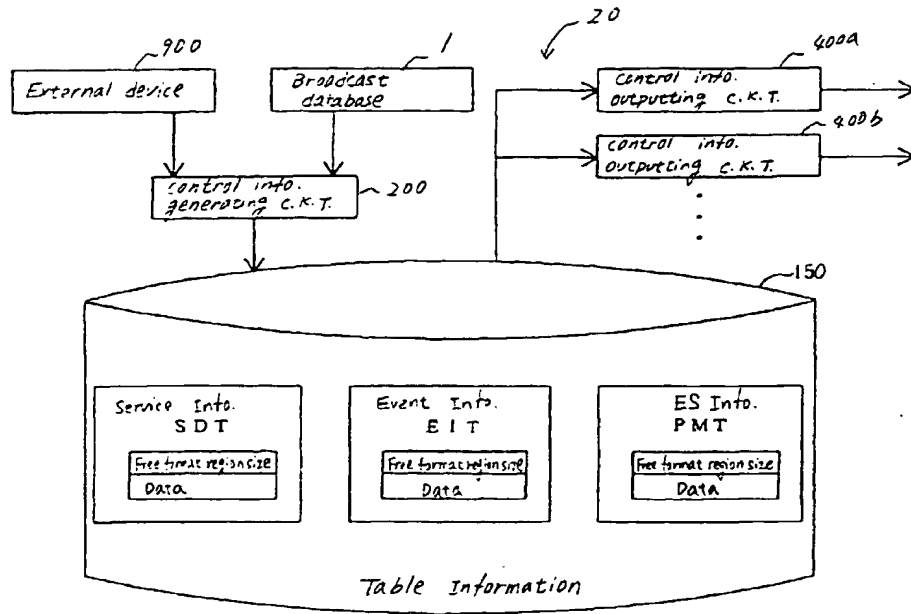 20
900
External device
1
Broadcast
database
400a
Control info.
outputting C.K.T.
400b
Control info.
outputting C.K.T.
Control info.
generating C.K.T.
200
150
Service Info.
SDT
Free format region size
Data
Event Info.
EIT
Free format region size
Data
ES Info.
PMT
Free format region size
Data
Table Information